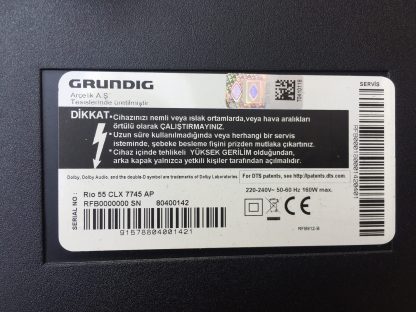 GRUNDIG
Arçelik A.Ş.
Tesislerinde üretilmiştir.
T0410118
SERVİS
DİKKAT
•Cihazınızı nemli veya ıslak ortamlarda,veya hava aralıkları
örtülü olarak ÇALIŞTIRMAYINIZ.
•Uzun süre kullanılmadığında veya herhangi bir servis
isteminde, şebeke besleme fişini prizden mutlaka çıkartınız.
•Cihaz içinde tehlikeli YÜKSEK GERİLİM olduğundan,
arka kapak yalnızca yetkili kişiler tarafından açılmalıdır.
Dolby, Dolby Audio, and the double-D symbol are trademarks of Dolby Laboratories.
For DTS patents, see http://patents.dts.com.
SERIAL NO:
Rio 55 CLX 7745 AP
RFB0000000 SN 80400142
220-240V~ 50-60 Hz 160W max.
CE